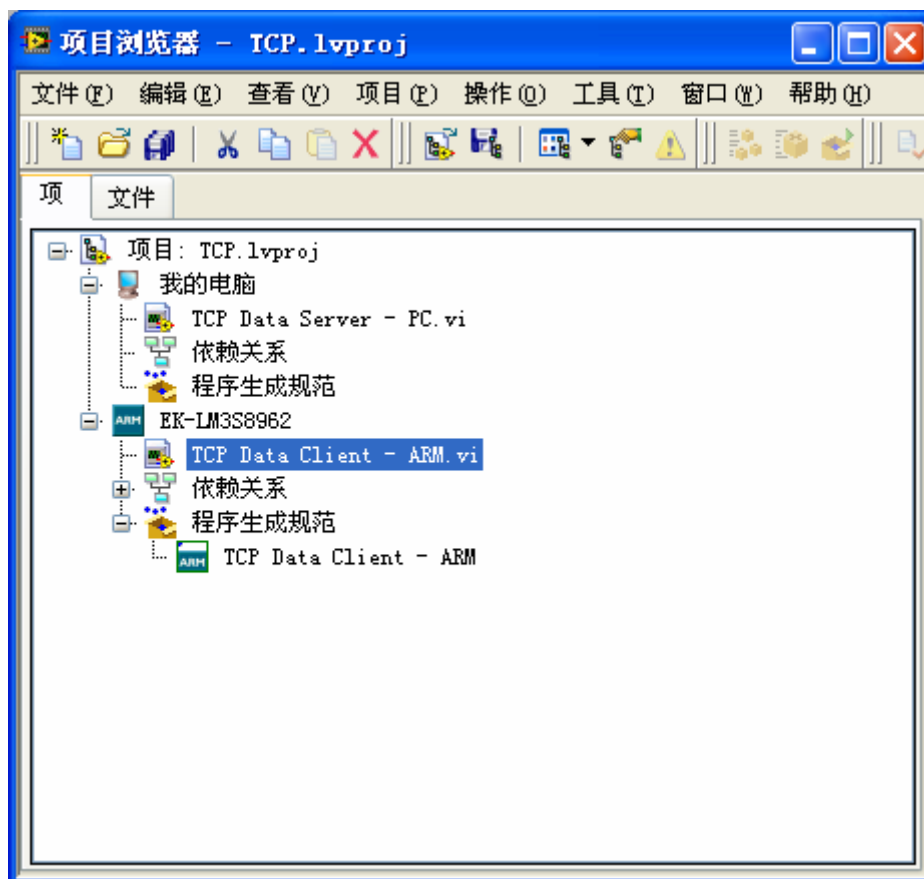 项目浏览器 - TCP.lvproj
文件(F) 编辑(E) 查看(V) 项目(P) 操作(O) 工具(T) 窗口(W) 帮助(H)
项 文件
项目: TCP.lvproj
我的电脑
TCP Data Server - PC.vi
依赖关系
程序生成规范
ARM EK-LM3S8962
TCP Data Client - ARM.vi
依赖关系
程序生成规范
ARM TCP Data Client - ARM